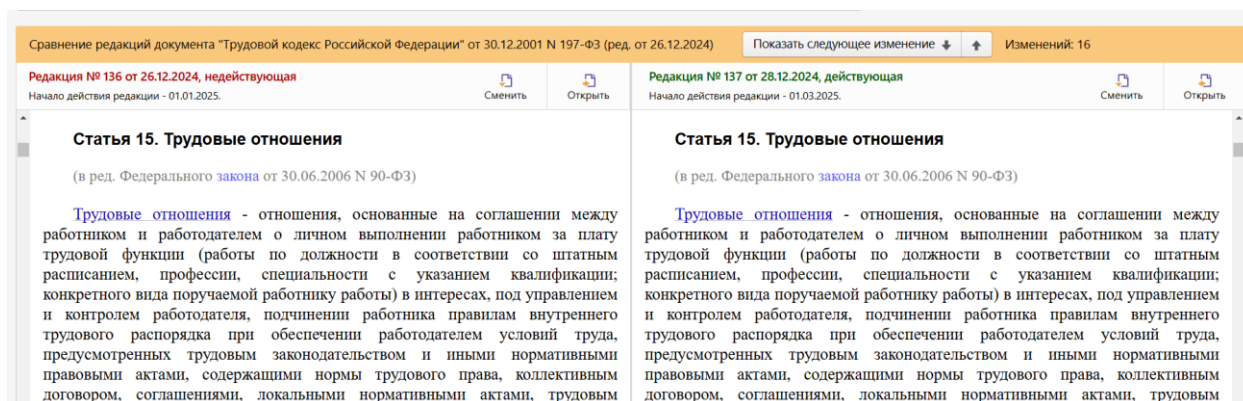 Сравнение редакций документа "Трудовой кодекс Российской Федерации" от 30.12.2001 N 197-ФЗ (ред. от 26.12.2024)
Показать следующее изменение
Изменений: 16
Редакция № 136 от 26.12.2024, недействующая
Начало действия редакции - 01.01.2025.
Сменить
Открыть
Редакция № 137 от 28.12.2024, действующая
Начало действия редакции - 01.03.2025.
Сменить
Открыть
Статья 15. Трудовые отношения
(в ред. Федерального закона от 30.06.2006 N 90-ФЗ)
Трудовые отношения - отношения, основанные на соглашении между
работником и работодателем о личном выполнении работником за плату
трудовой функции (работы по должности в соответствии со штатным
расписанием, профессии, специальности с указанием квалификации;
конкретного вида поручаемой работнику работы) в интересах, под управлением
и контролем работодателя, подчинении работника правилам внутреннего
трудового распорядка при обеспечении работодателем условий труда,
предусмотренных трудовым законодательством и иными нормативными
правовыми актами, содержащими нормы трудового права, коллективным
договором, соглашениями, локальными нормативными актами, трудовым
Статья 15. Трудовые отношения
(в ред. Федерального закона от 30.06.2006 N 90-ФЗ)
Трудовые отношения - отношения, основанные на соглашении между
работником и работодателем о личном выполнении работником за плату
трудовой функции (работы по должности в соответствии со штатным
расписанием, профессии, специальности с указанием квалификации;
конкретного вида поручаемой работнику работы) в интересах, под управлением
и контролем работодателя, подчинении работника правилам внутреннего
трудового распорядка при обеспечении работодателем условий труда,
предусмотренных трудовым законодательством и иными нормативными
правовыми актами, содержащими нормы трудового права, коллективным
договором, соглашениями, локальными нормативными актами, трудовым